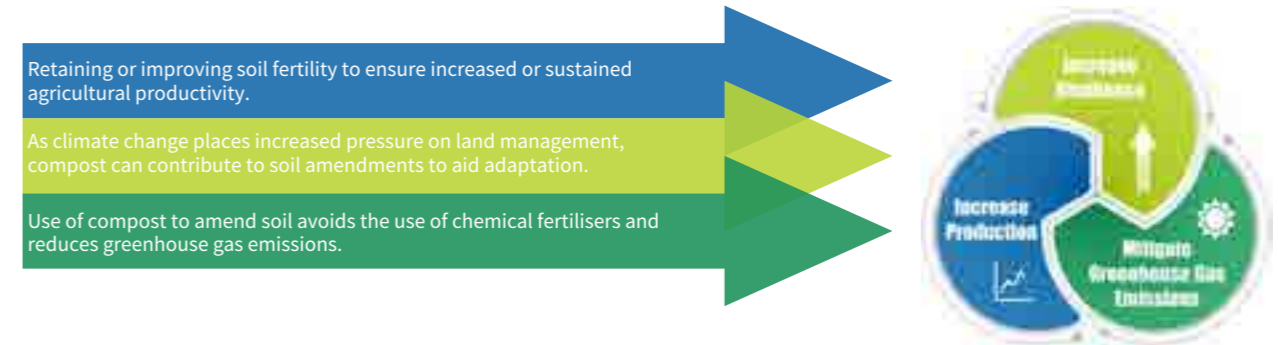 Retaining or improving soil fertility to ensure increased or sustained
agricultural productivity.
As climate change places increased pressure on land management,
compost can contribute to soil amendments to aid adaptation.
Use of compost to amend soil avoids the use of chemical fertilisers and
reduces greenhouse gas emissions.
Increase
Increase
Production
Mitigate
Greenhouse Gas
Emissions